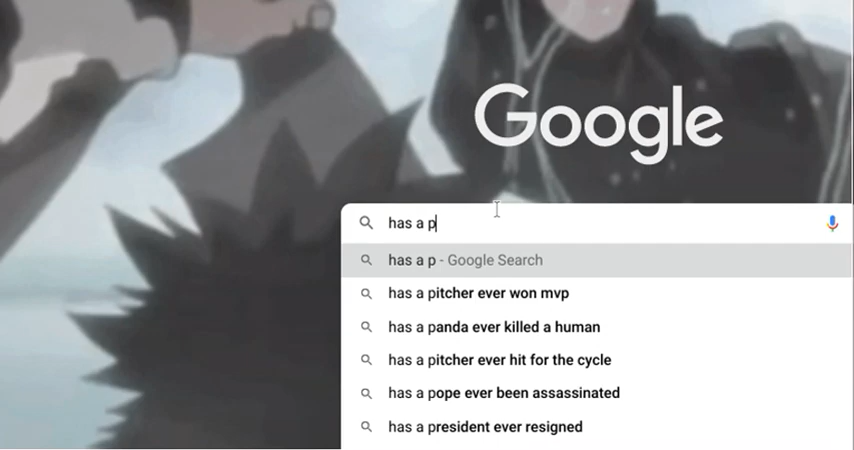 Google
has a p
has a p - Google Search
has a pitcher ever won mvp
has a panda ever killed a human
has a pitcher ever hit for the cycle
has a pope ever been assassinated
has a president ever resigned